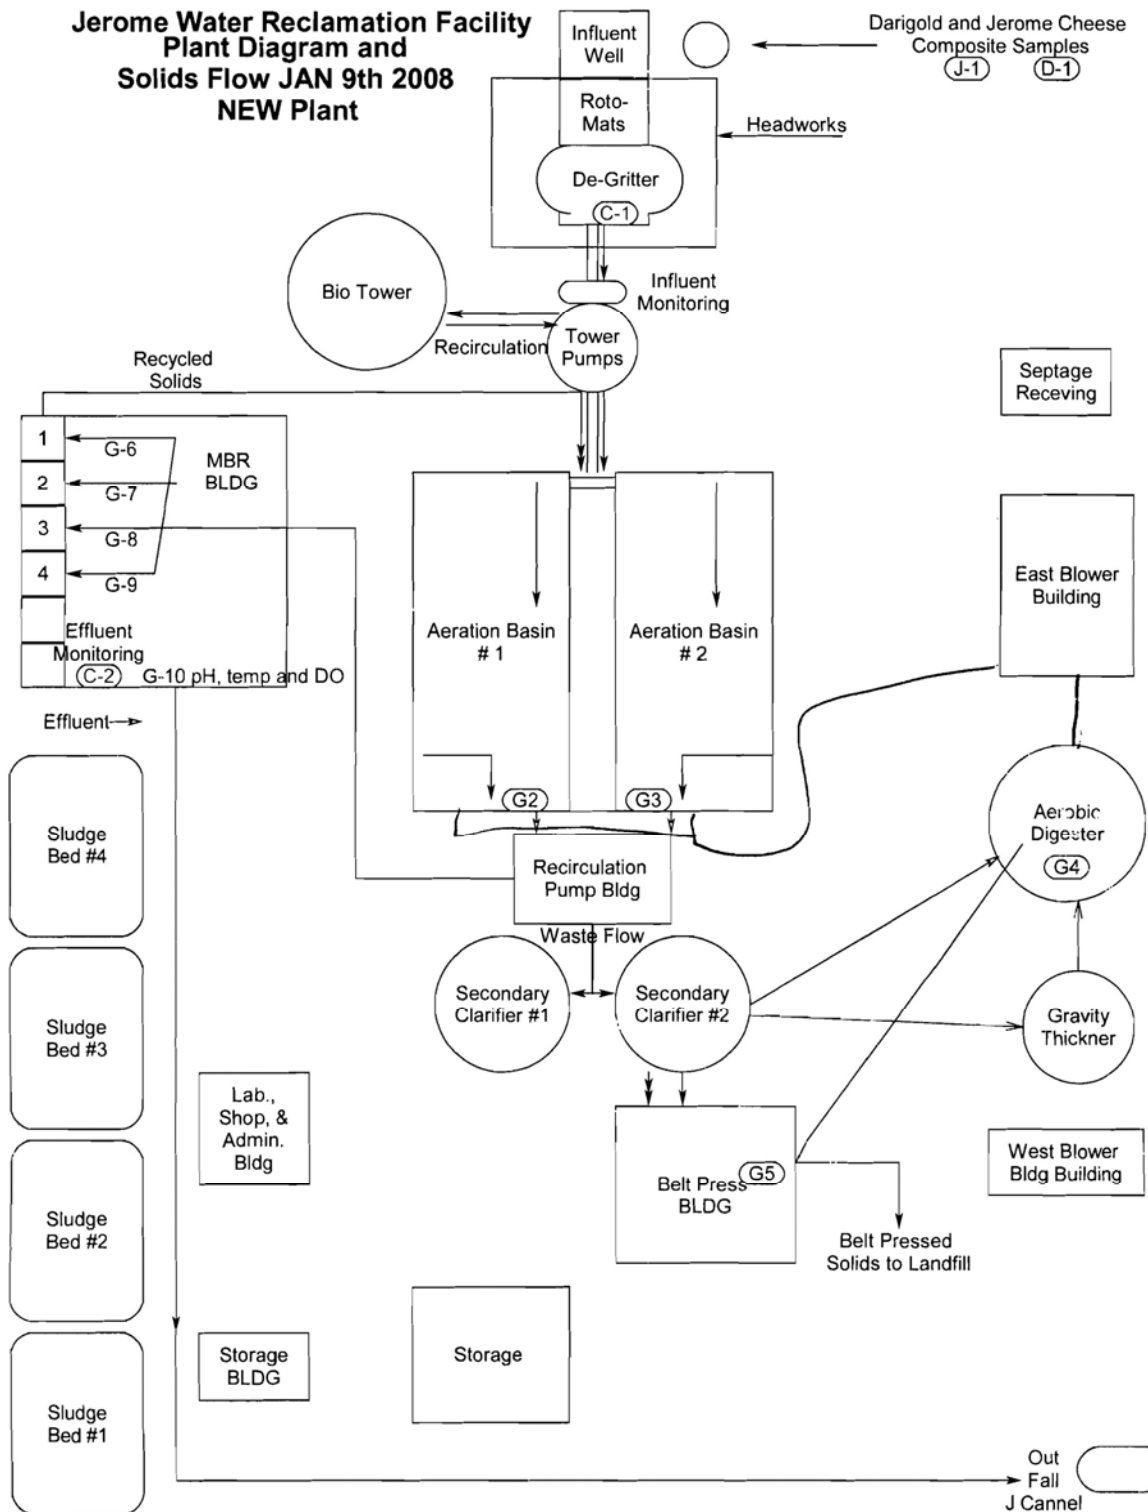 Jerome Water Reclamation Facility
Plant Diagram and
Solids Flow JAN 9th 2008
NEW Plant
Influent
Well
Darigold and Jerome Cheese
Composite Samples
J-1 D-1
Roto-
Mats
Headworks
De-Gritter
C-1
Bio Tower
Influent
Monitoring
Recirculation
Tower
Pumps
Recycled
Solids
Septage
Receving
1
G-6
MBR
BLDG
2
G-7
3
G-8
4
G-9
East Blower
Building
Aeration Basin
# 1
Aeration Basin
# 2
Effluent
Monitoring
C-2 G-10 pH, temp and DO
Effluent
G2 G3
Sludge
Bed #4
Recirculation
Pump Bldg
Aerobic
Digester
G4
Waste Flow
Secondary
Clarifier #1
Secondary
Clarifier #2
Gravity
Thickner
Sludge
Bed #3
Lab.,
Shop, &
Admin.
Bldg
West Blower
Bldg Building
G5
Belt Press
BLDG
Sludge
Bed #2
Belt Pressed
Solids to Landfill
Storage
BLDG
Storage
Sludge
Bed #1
Out
Fall
J Cannel